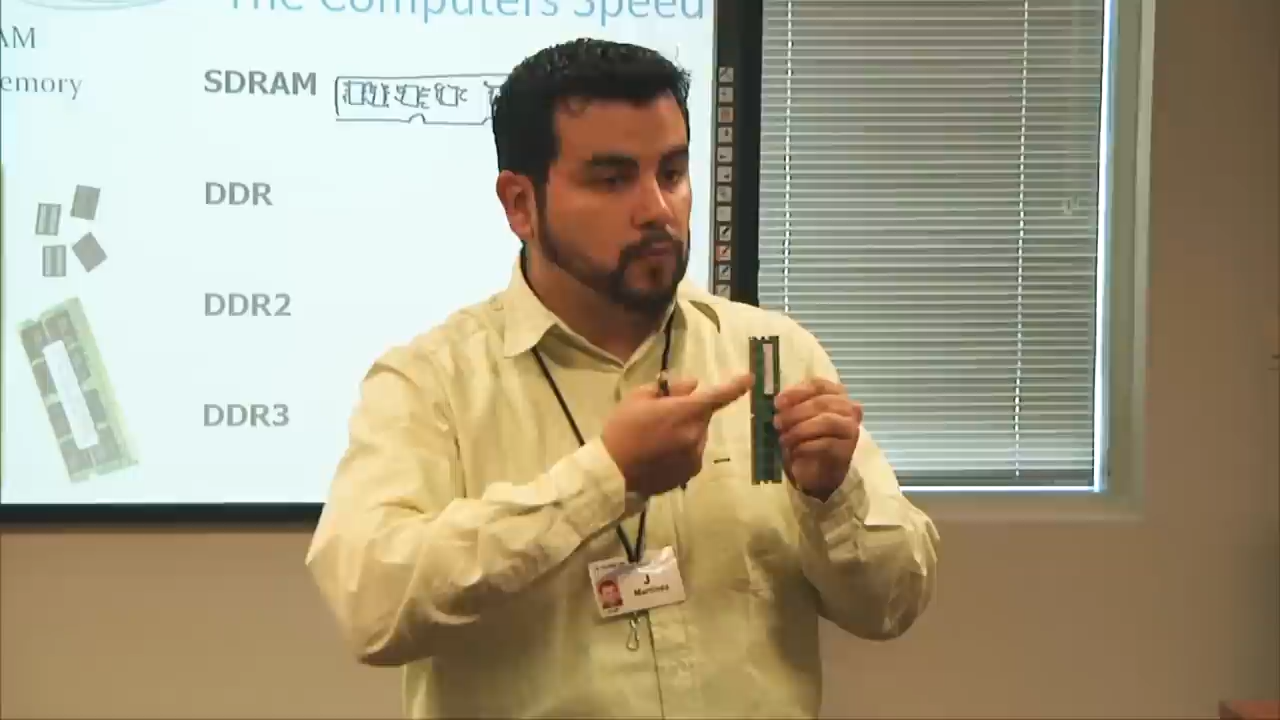 The Computers Speed
AM
emory
SDRAM
DDR
DDR2
DDR3
J
Martinez